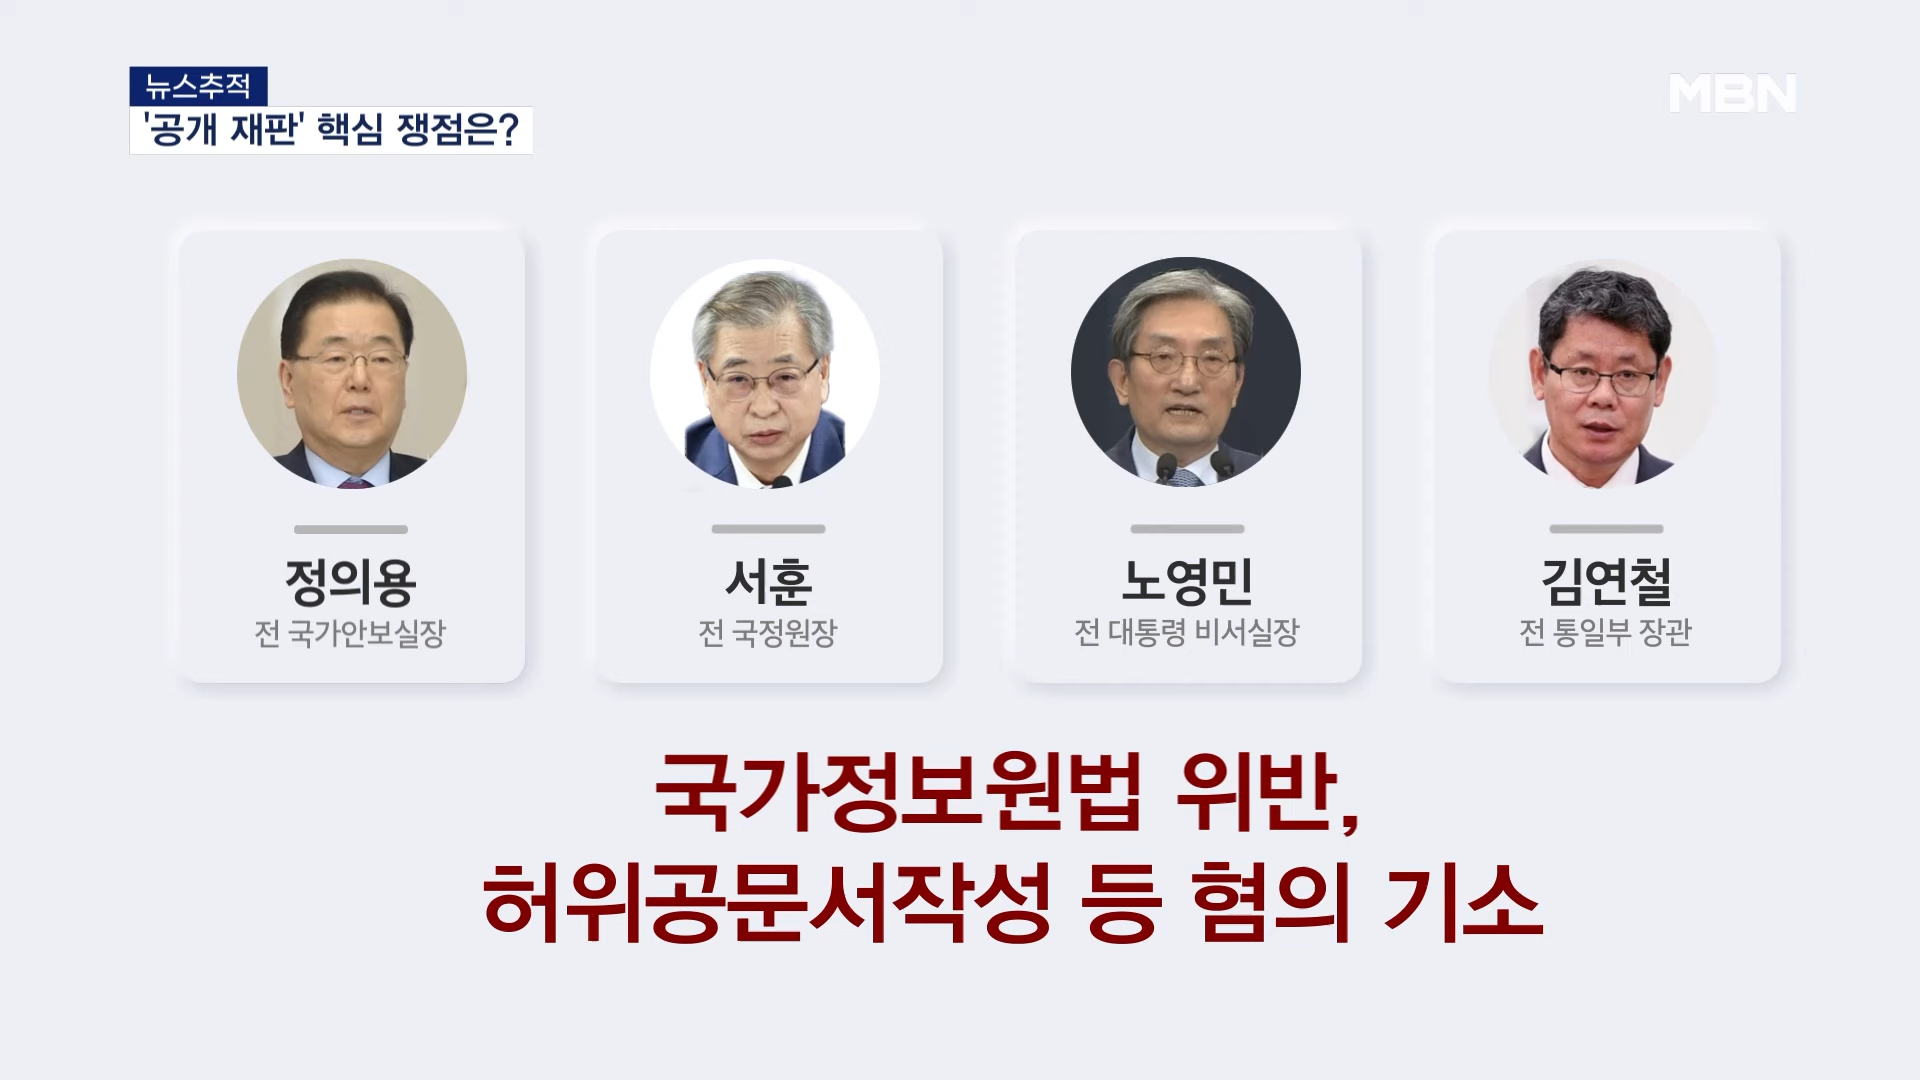 뉴스추적
'공개 재판' 핵심 쟁점은?
MBN
정의용
전 국가안보실장
서훈
전 국정원장
노영민
전 대통령 비서실장
김연철
전 통일부 장관
국가정보원법 위반,
허위공문서작성 등 혐의 기소